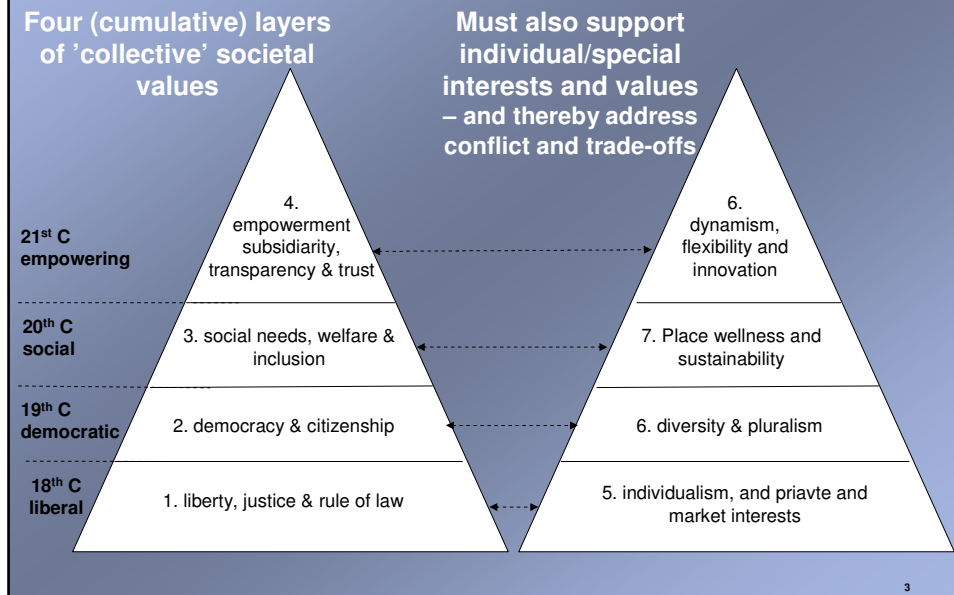 Four (cumulative) layers
of ’collective’ societal
values
Must also support
individual/special
interests and values
– and thereby address
conflict and trade-offs
21st C
empowering
4.
empowerment
subsidiarity,
transparency & trust
6.
dynamism,
flexibility and
innovation
20th C
social
3. social needs, welfare &
inclusion
7. Place wellness and
sustainability
19th C
democratic
2. democracy & citizenship
6. diversity & pluralism
18th C
liberal
1. liberty, justice & rule of law
5. individualism, and priavte and
market interests
3